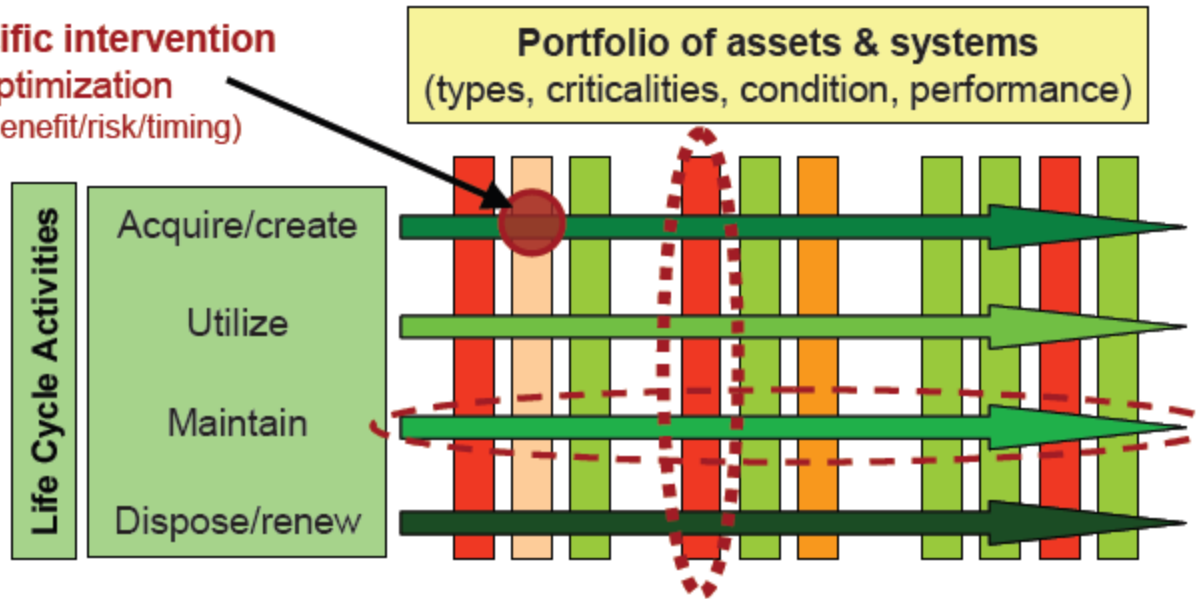 ific intervention
ptimization
enefit/risk/timing)
Portfolio of assets & systems
(types, criticalities, condition, performance)
Life Cycle Activities
Acquire/create
Utilize
Maintain
Dispose/renew